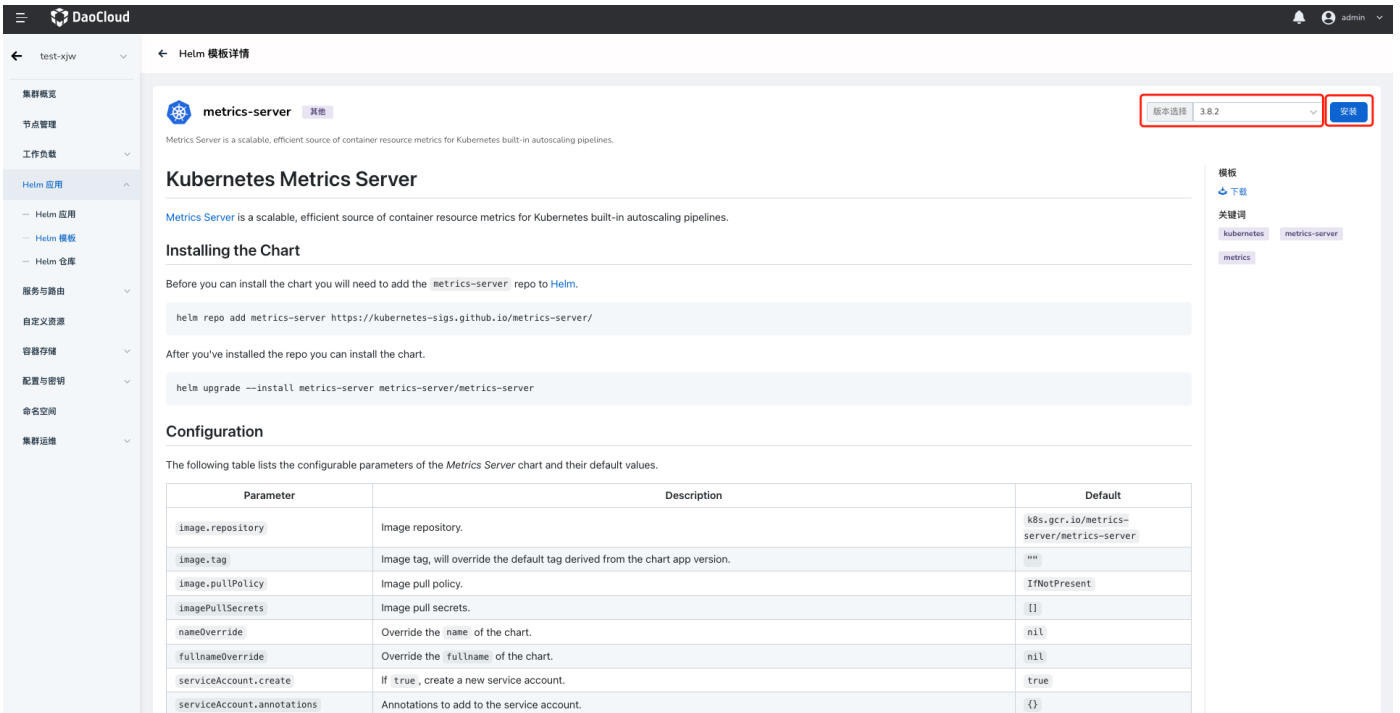 DaoCloud
admin
test-xjw
Helm 模板详情
集群概览
节点管理
工作负载
Helm 应用
Helm 应用
Helm 模板
Helm 仓库
服务与路由
自定义资源
容器存储
配置与密钥
命名空间
集群运维
metrics-server 其他
版本选择 3.8.2 安装
Metrics Server is a scalable, efficient source of container resource metrics for Kubernetes built-in autoscaling pipelines.
Kubernetes Metrics Server
Metrics Server is a scalable, efficient source of container resource metrics for Kubernetes built-in autoscaling pipelines.
Installing the Chart
Before you can install the chart you will need to add the metrics-server repo to Helm.
helm repo add metrics-server https://kubernetes-sigs.github.io/metrics-server/
After you've installed the repo you can install the chart.
helm upgrade --install metrics-server metrics-server/metrics-server
Configuration
The following table lists the configurable parameters of the Metrics Server chart and their default values.
Parameter Description Default
image.repository Image repository. k8s.gcr.io/metrics-
server/metrics-server
image.tag Image tag, will override the default tag derived from the chart app version. ""
image.pullPolicy Image pull policy. IfNotPresent
imagePullSecrets Image pull secrets. []
nameOverride Override the name of the chart. nil
fullnameOverride Override the fullname of the chart. nil
serviceAccount.create If true , create a new service account. true
serviceAccount.annotations Annotations to add to the service account. {}
模板
下载
关键词
kubernetes metrics-server
metrics